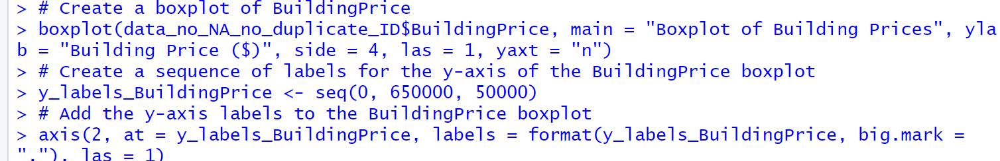 > # Create a boxplot of BuildingPrice
> boxplot(data_no_NA_no_duplicate_ID$BuildingPrice, main = "Boxplot of Building Prices", yla
b = "Building Price ($)", side = 4, las = 1, yaxt = "n")
> # Create a sequence of labels for the y-axis of the BuildingPrice boxplot
> y_labels_BuildingPrice <- seq(0, 650000, 50000)
> # Add the y-axis labels to the BuildingPrice boxplot
> axis(2, at = y_labels_BuildingPrice, labels = format(y_labels_BuildingPrice, big.mark =
","), las = 1)